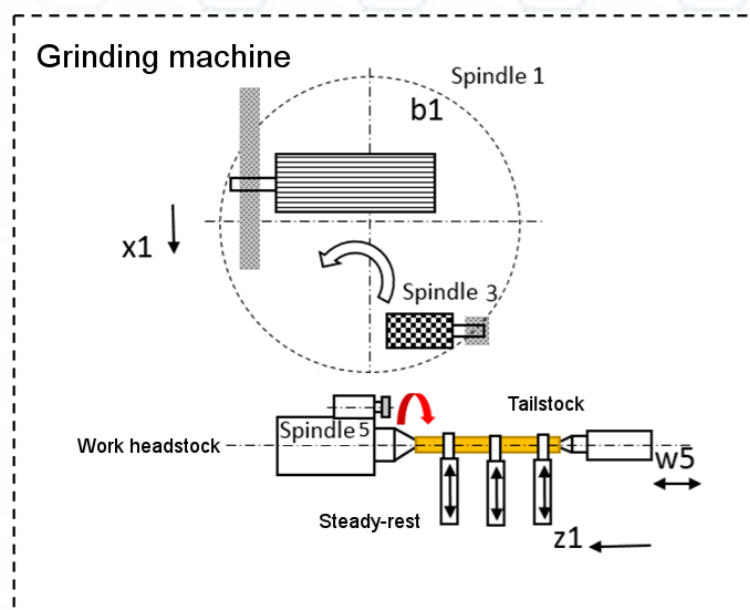 Grinding machine
Spindle 1
b1
x1
Spindle 3
Tailstock
Spindle 5
Work headstock
w5
Steady-rest
z1